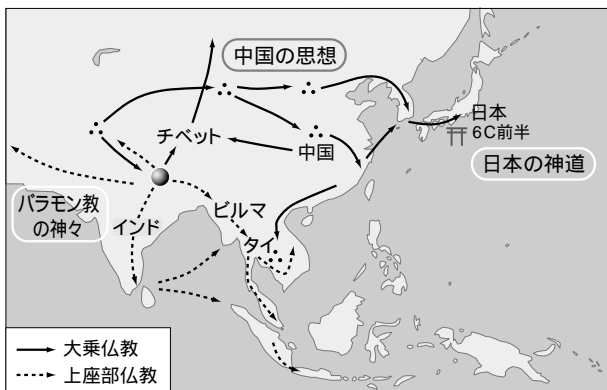 中国の思想
チベット
中国
日本
6C前半
日本の神道
バラモン教
の神々
インド
ビルマ
タイ
大乗仏教
上座部仏教